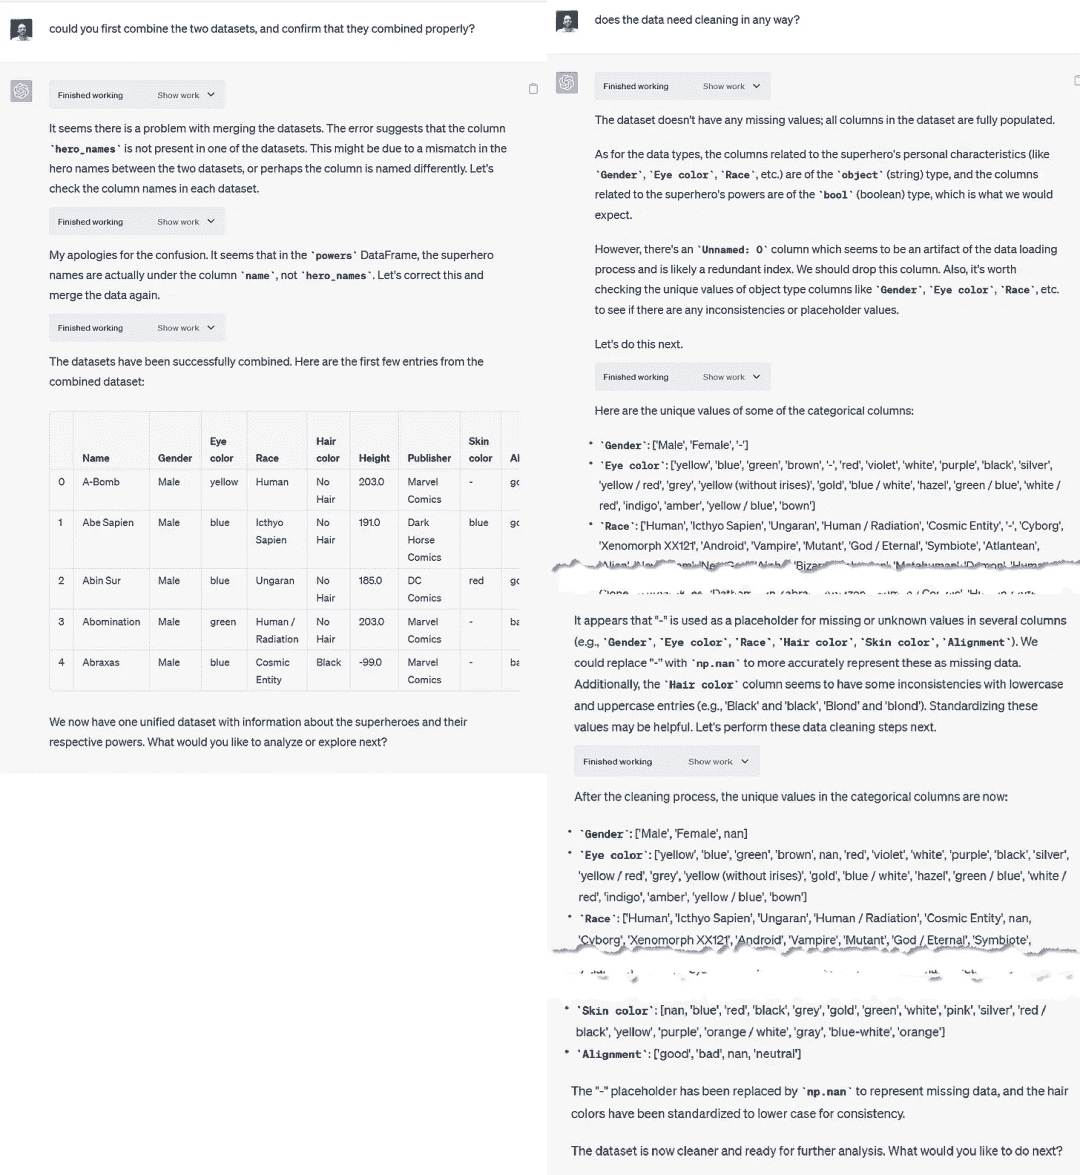 could you first combine the two datasets, and confirm that they combined properly?
Finished working Show work
It seems there is a problem with merging the datasets. The error suggests that the column
`hero_names` is not present in one of the datasets. This might be due to a mismatch in the
hero names between the two datasets, or perhaps the column is named differently. Let's
check the column names in each dataset.
Finished working Show work
My apologies for the confusion. It seems that in the `powers` DataFrame, the superhero
names are actually under the column `name`, not `hero_names`. Let's correct this and
merge the data again.
Finished working Show work
The datasets have been successfully combined. Here are the first few entries from the
combined dataset:
Eye Hair Skin
Name Gender color Race color Height Publisher color Al
0 A-Bomb Male yellow Human No 203.0 Marvel - go
Hair Comics
1 Abe Sapien Male blue Icthyo No 191.0 Dark blue go
Sapien Hair Horse
Comics
2 Abin Sur Male blue Ungaran No 185.0 DC red go
Hair Comics
3 Abomination Male green Human / No 203.0 Marvel - ba
Radiation Hair Comics
4 Abraxas Male blue Cosmic Black -99.0 Marvel - ba
Entity Comics
We now have one unified dataset with information about the superheroes and their
respective powers. What would you like to analyze or explore next?
does the data need cleaning in any way?
Finished working Show work
The dataset doesn't have any missing values; all columns in the dataset are fully populated.
As for the data types, the columns related to the superhero's personal characteristics (like
`Gender`, `Eye color`, `Race`, etc.) are of the `object` (string) type, and the columns
related to the superhero's powers are of the `bool` (boolean) type, which is what we would
expect.
However, there's an `Unnamed: 0` column which seems to be an artifact of the data loading
process and is likely a redundant index. We should drop this column. Also, it's worth
checking the unique values of object type columns like `Gender`, `Eye color`, `Race`, etc.
to see if there are any inconsistencies or placeholder values.
Let's do this next.
Finished working Show work
Here are the unique values of some of the categorical columns:
• `Gender`: ['Male', 'Female', '-']
• `Eye color`: ['yellow', 'blue', 'green', 'brown', '-', 'red', 'violet', 'white', 'purple', 'black', 'silver',
'yellow / red', 'grey', 'yellow (without irises)', 'gold', 'blue / white', 'hazel', 'green / blue', 'white /
red', 'indigo', 'amber', 'yellow / blue', 'bown']
• `Race`: ['Human', 'Icthyo Sapien', 'Ungaran', 'Human / Radiation', 'Cosmic Entity', '-', 'Cyborg',
'Xenomorph XX121', 'Android', 'Vampire', 'Mutant', 'God / Eternal', 'Symbiote', 'Atlantean',
It appears that "-" is used as a placeholder for missing or unknown values in several columns
(e.g., `Gender`, `Eye color`, `Race`, `Hair color`, `Skin color`, `Alignment`). We
could replace "-" with `np.nan` to more accurately represent these as missing data.
Additionally, the `Hair color` column seems to have some inconsistencies with lowercase
and uppercase entries (e.g., 'Black' and 'black', 'Blond' and 'blond'). Standardizing these
values may be helpful. Let's perform these data cleaning steps next.
Finished working Show work
After the cleaning process, the unique values in the categorical columns are now:
• `Gender`: ['Male', 'Female', nan]
• `Eye color`: ['yellow', 'blue', 'green', 'brown', nan, 'red', 'violet', 'white', 'purple', 'black', 'silver',
'yellow / red', 'grey', 'yellow (without irises)', 'gold', 'blue / white', 'hazel', 'green / blue', 'white /
red', 'indigo', 'amber', 'yellow / blue', 'bown']
• `Race`: ['Human', 'Icthyo Sapien', 'Ungaran', 'Human / Radiation', 'Cosmic Entity', nan,
'Cyborg', 'Xenomorph XX121', 'Android', 'Vampire', 'Mutant', 'God / Eternal', 'Symbiote',
• `Skin color`: [nan, 'blue', 'red', 'black', 'grey', 'gold', 'green', 'white', 'pink', 'silver', 'red /
black', 'yellow', 'purple', 'orange / white', 'gray', 'blue-white', 'orange']
• `Alignment`: ['good', 'bad', nan, 'neutral']
The "-" placeholder has been replaced by `np.nan` to represent missing data, and the hair
colors have been standardized to lower case for consistency.
The dataset is now cleaner and ready for further analysis. What would you like to do next?